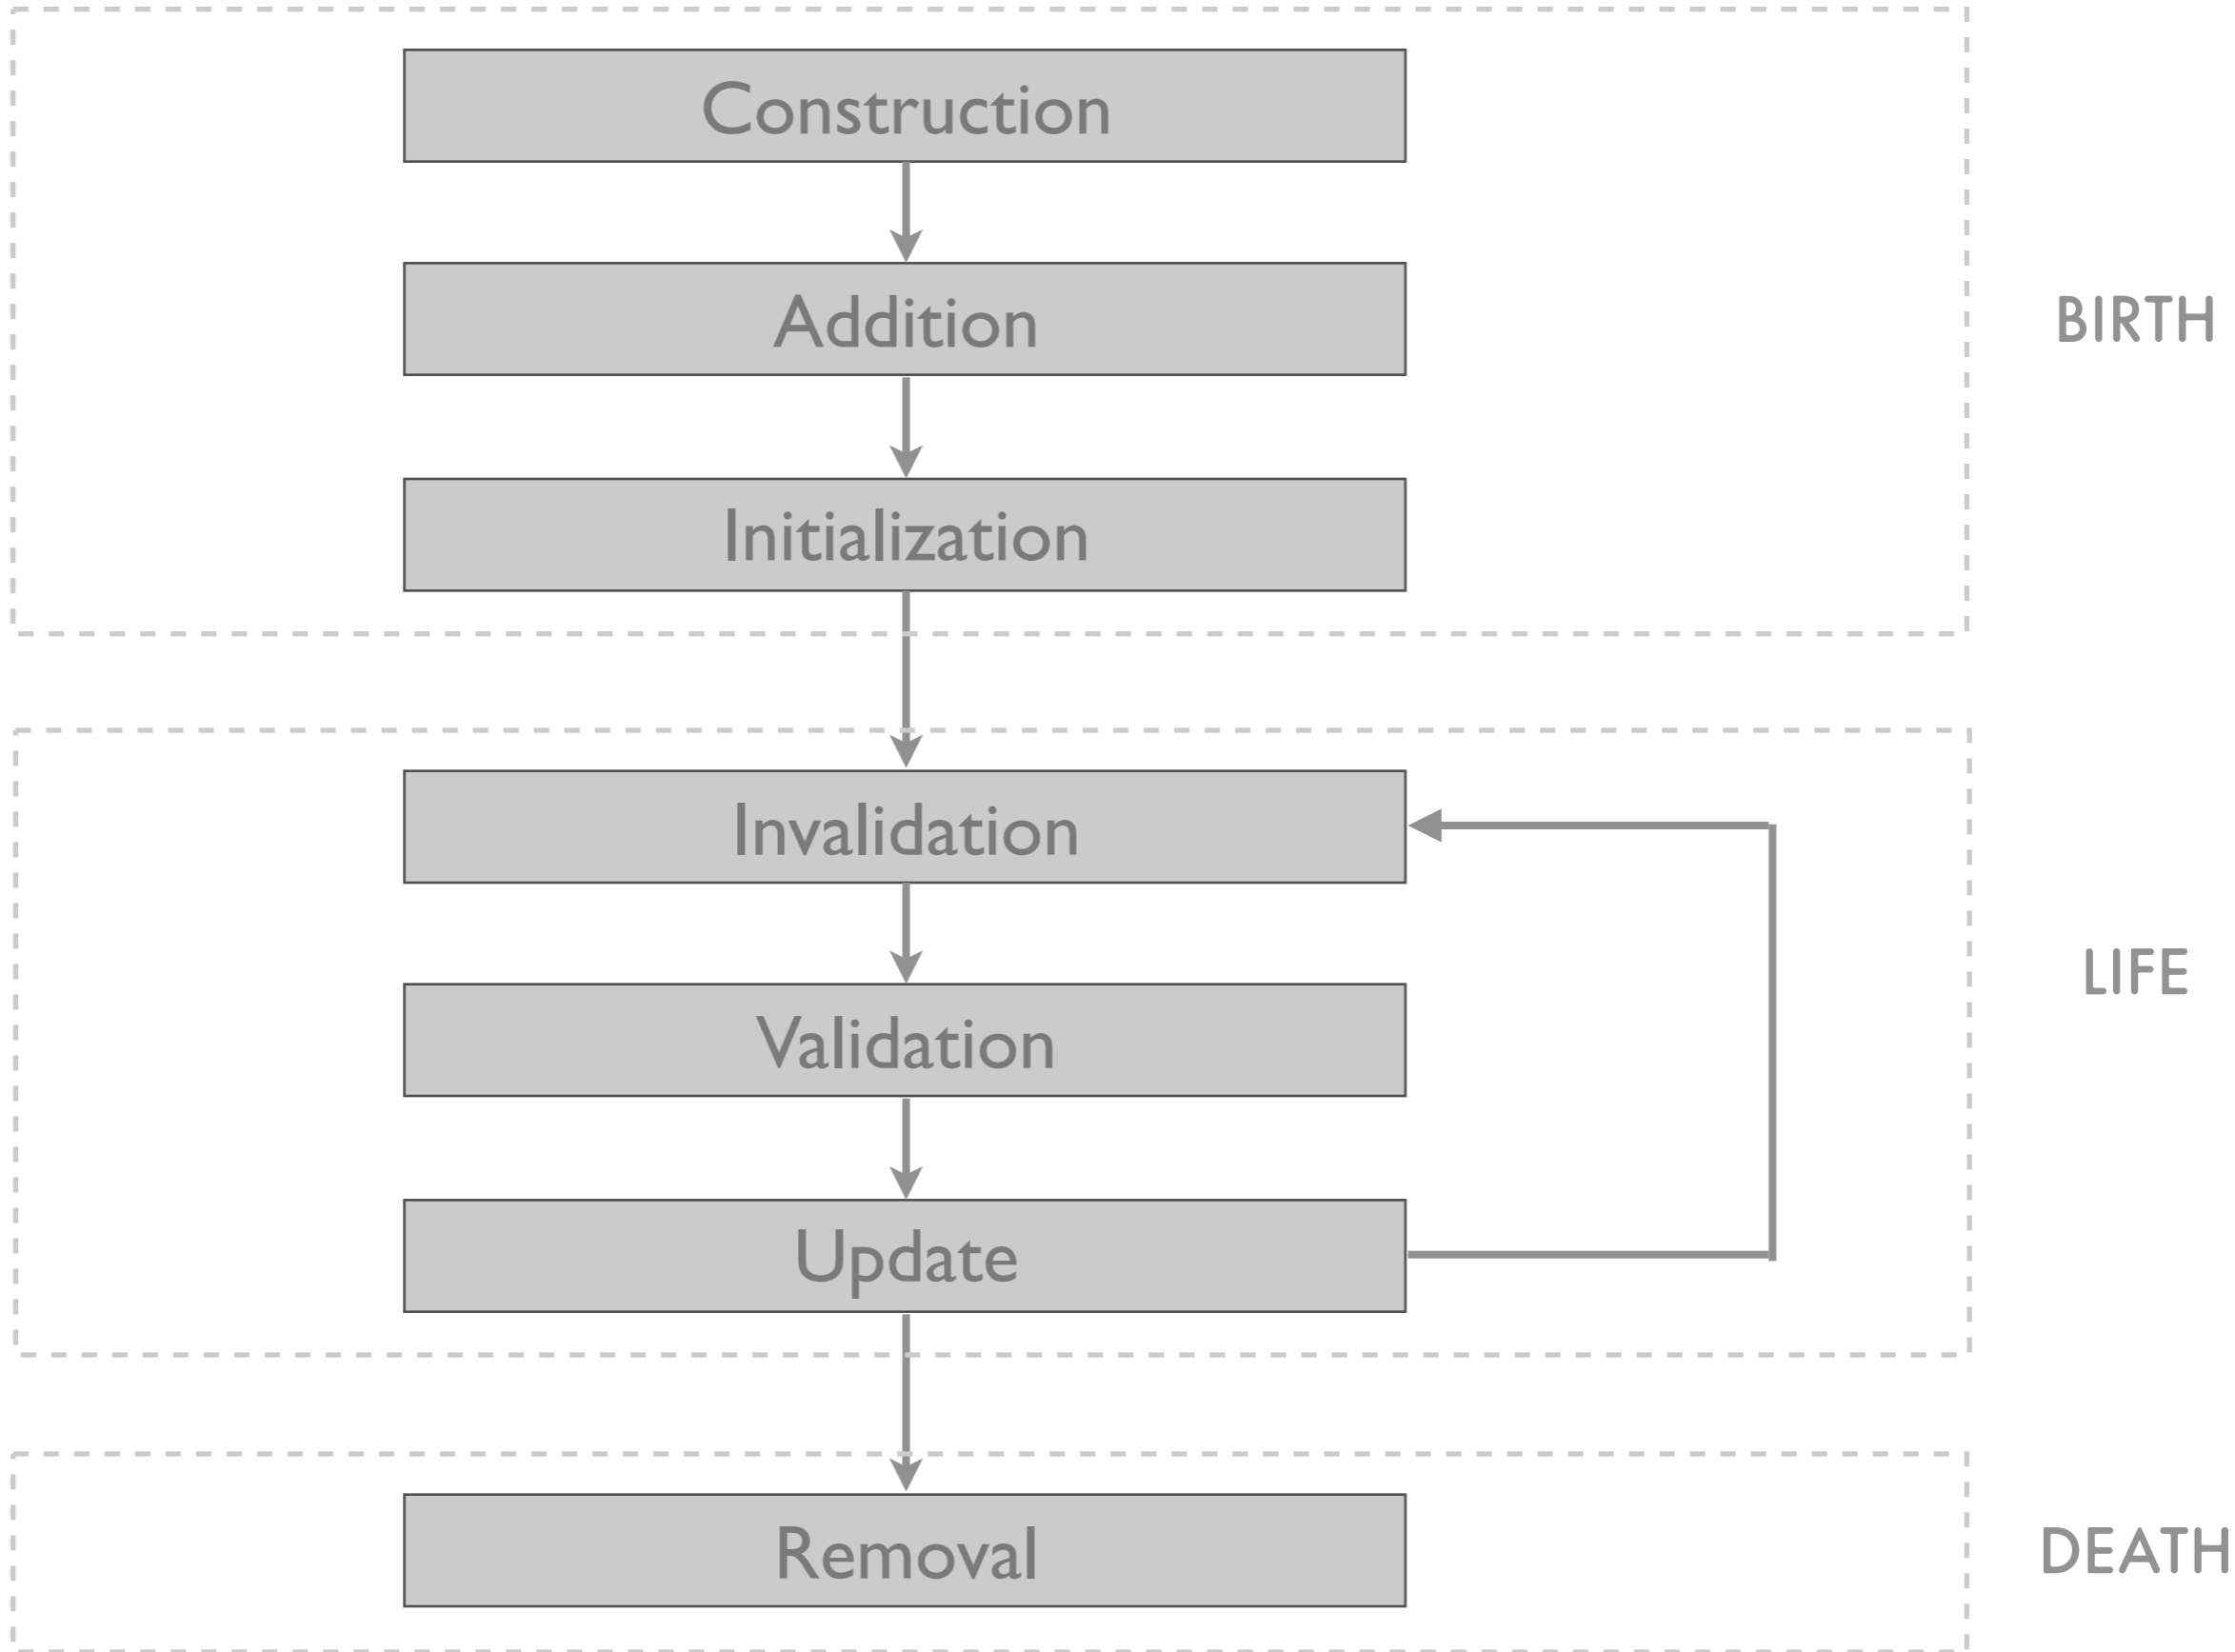 Construction
Addition
BIRTH
Initialization
Invalidation
LIFE
Validation
Update
Removal
DEATH